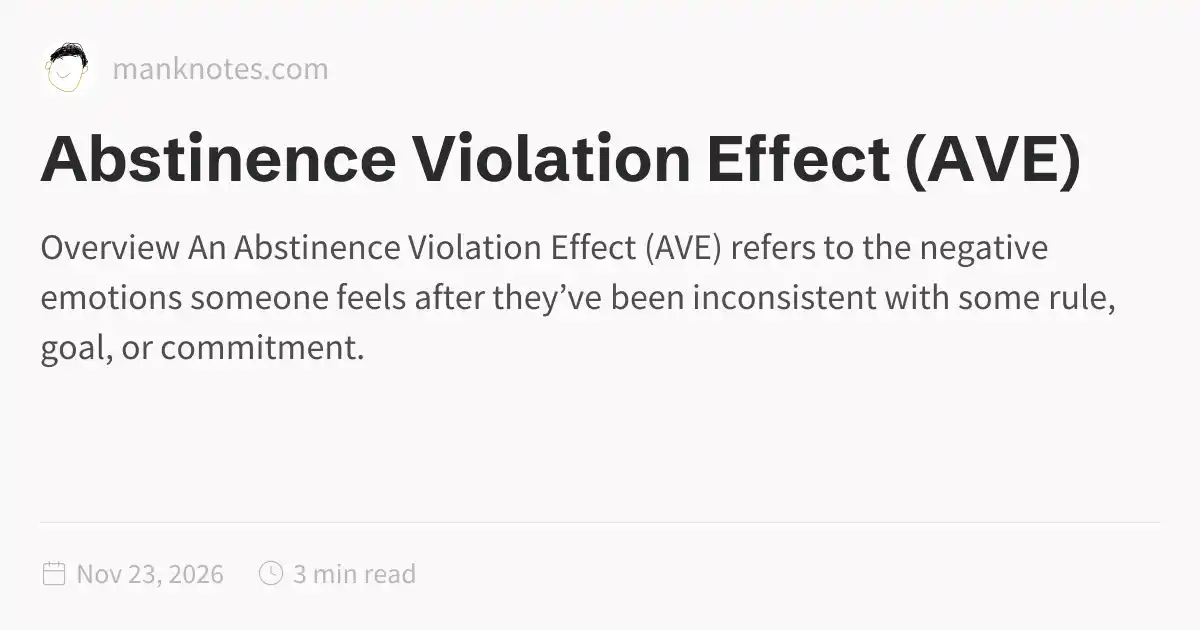 manknotes.com
Abstinence Violation Effect (AVE)
Overview An Abstinence Violation Effect (AVE) refers to the negative
emotions someone feels after they’ve been inconsistent with some rule,
goal, or commitment.
Nov 23, 2026 3 min read